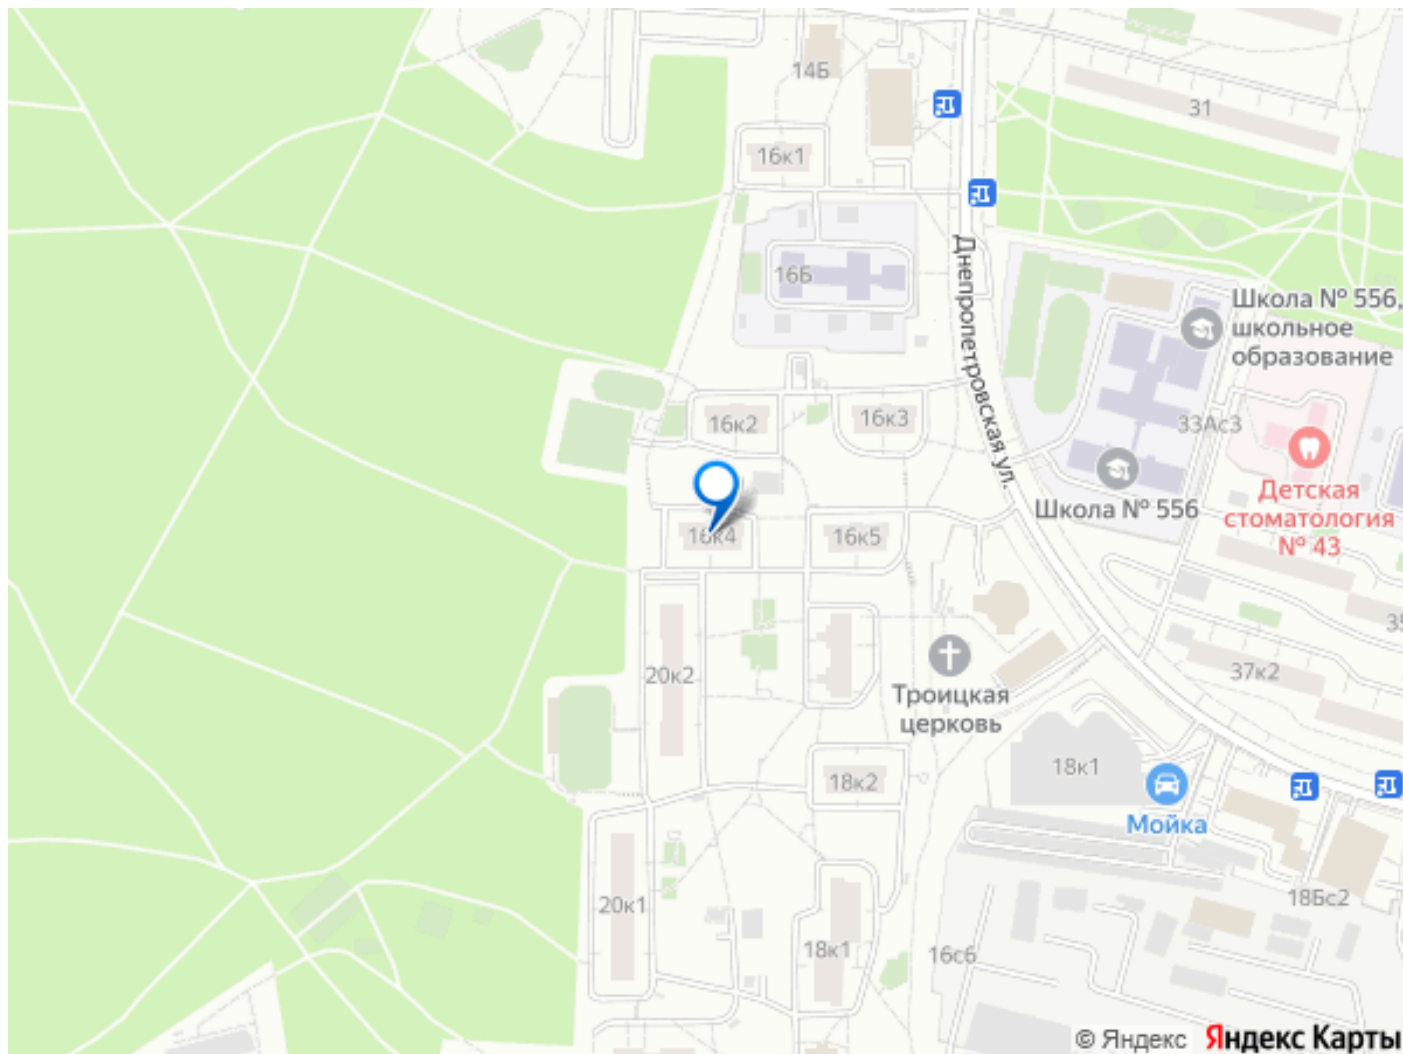 14Б
31
16к1
Днепропетровская ул.
16Б
Школа № 556,
школьное
образование
16к2
16к3
33Ас3
Школа № 556
Детская
стоматология
№ 43
16к4
16к5
35
20к2
Троицкая
церковь
37к2
18к2
18к1
Мойка
20к1
18Бс2
18к1
16с6
© Яндекс Яндекс Карты